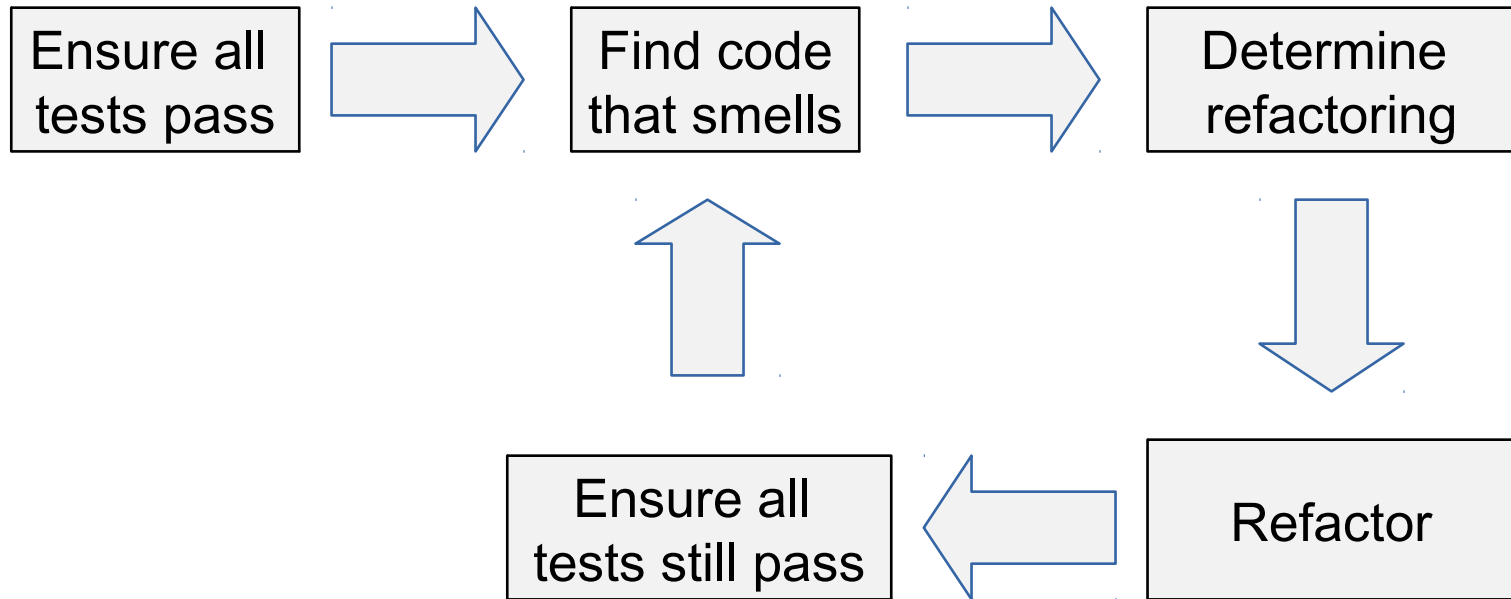 Ensure all
tests pass
Find code
that smells
Determine
refactoring
Refactor
Ensure all
tests still pass